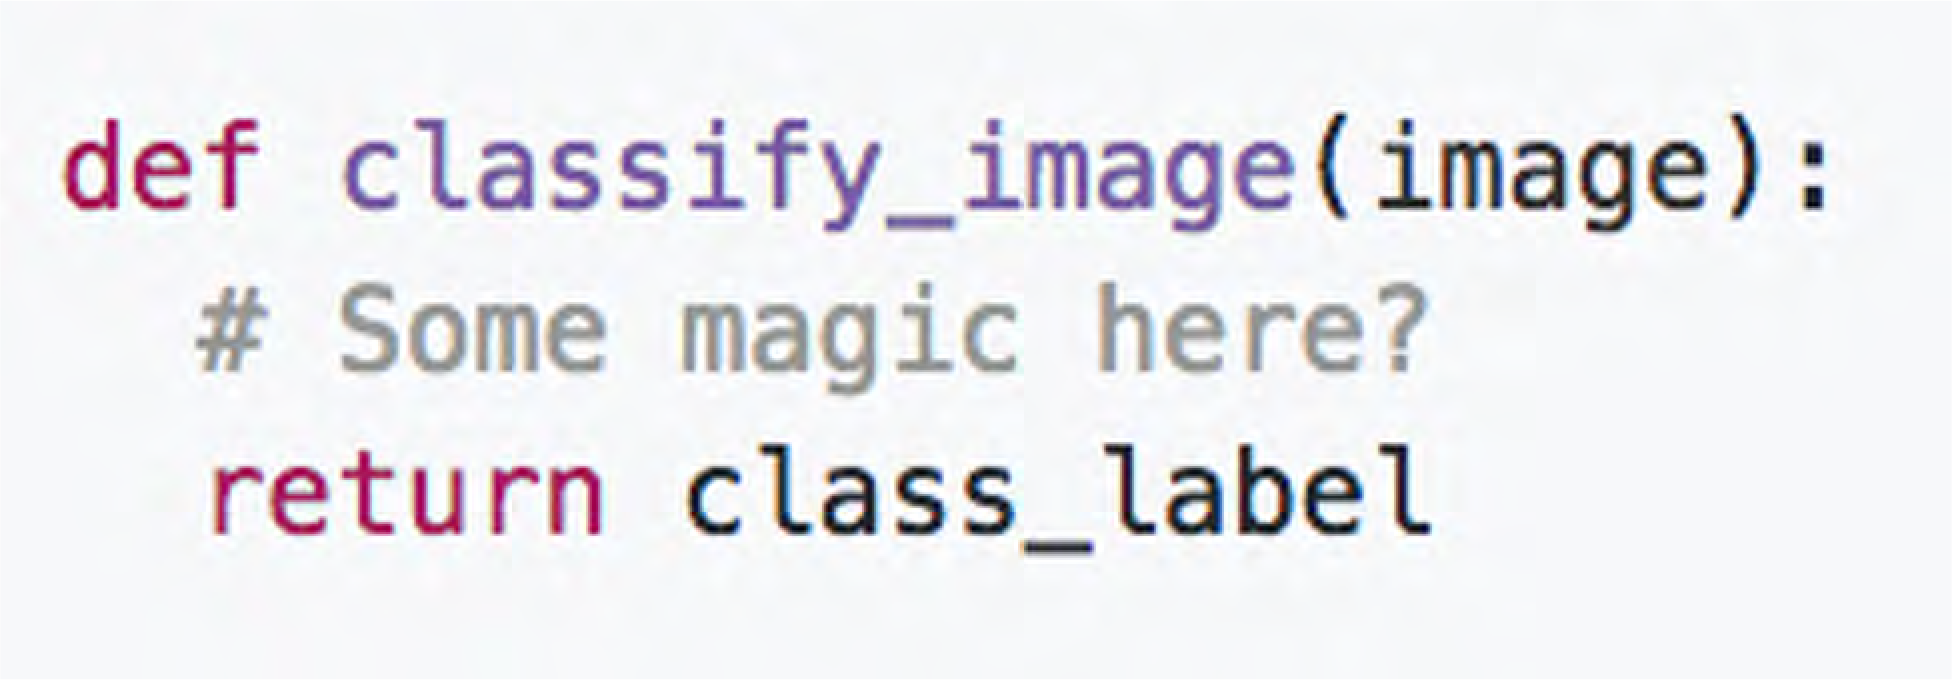 def classify_image(image):
  # Some magic here?
  return class_label